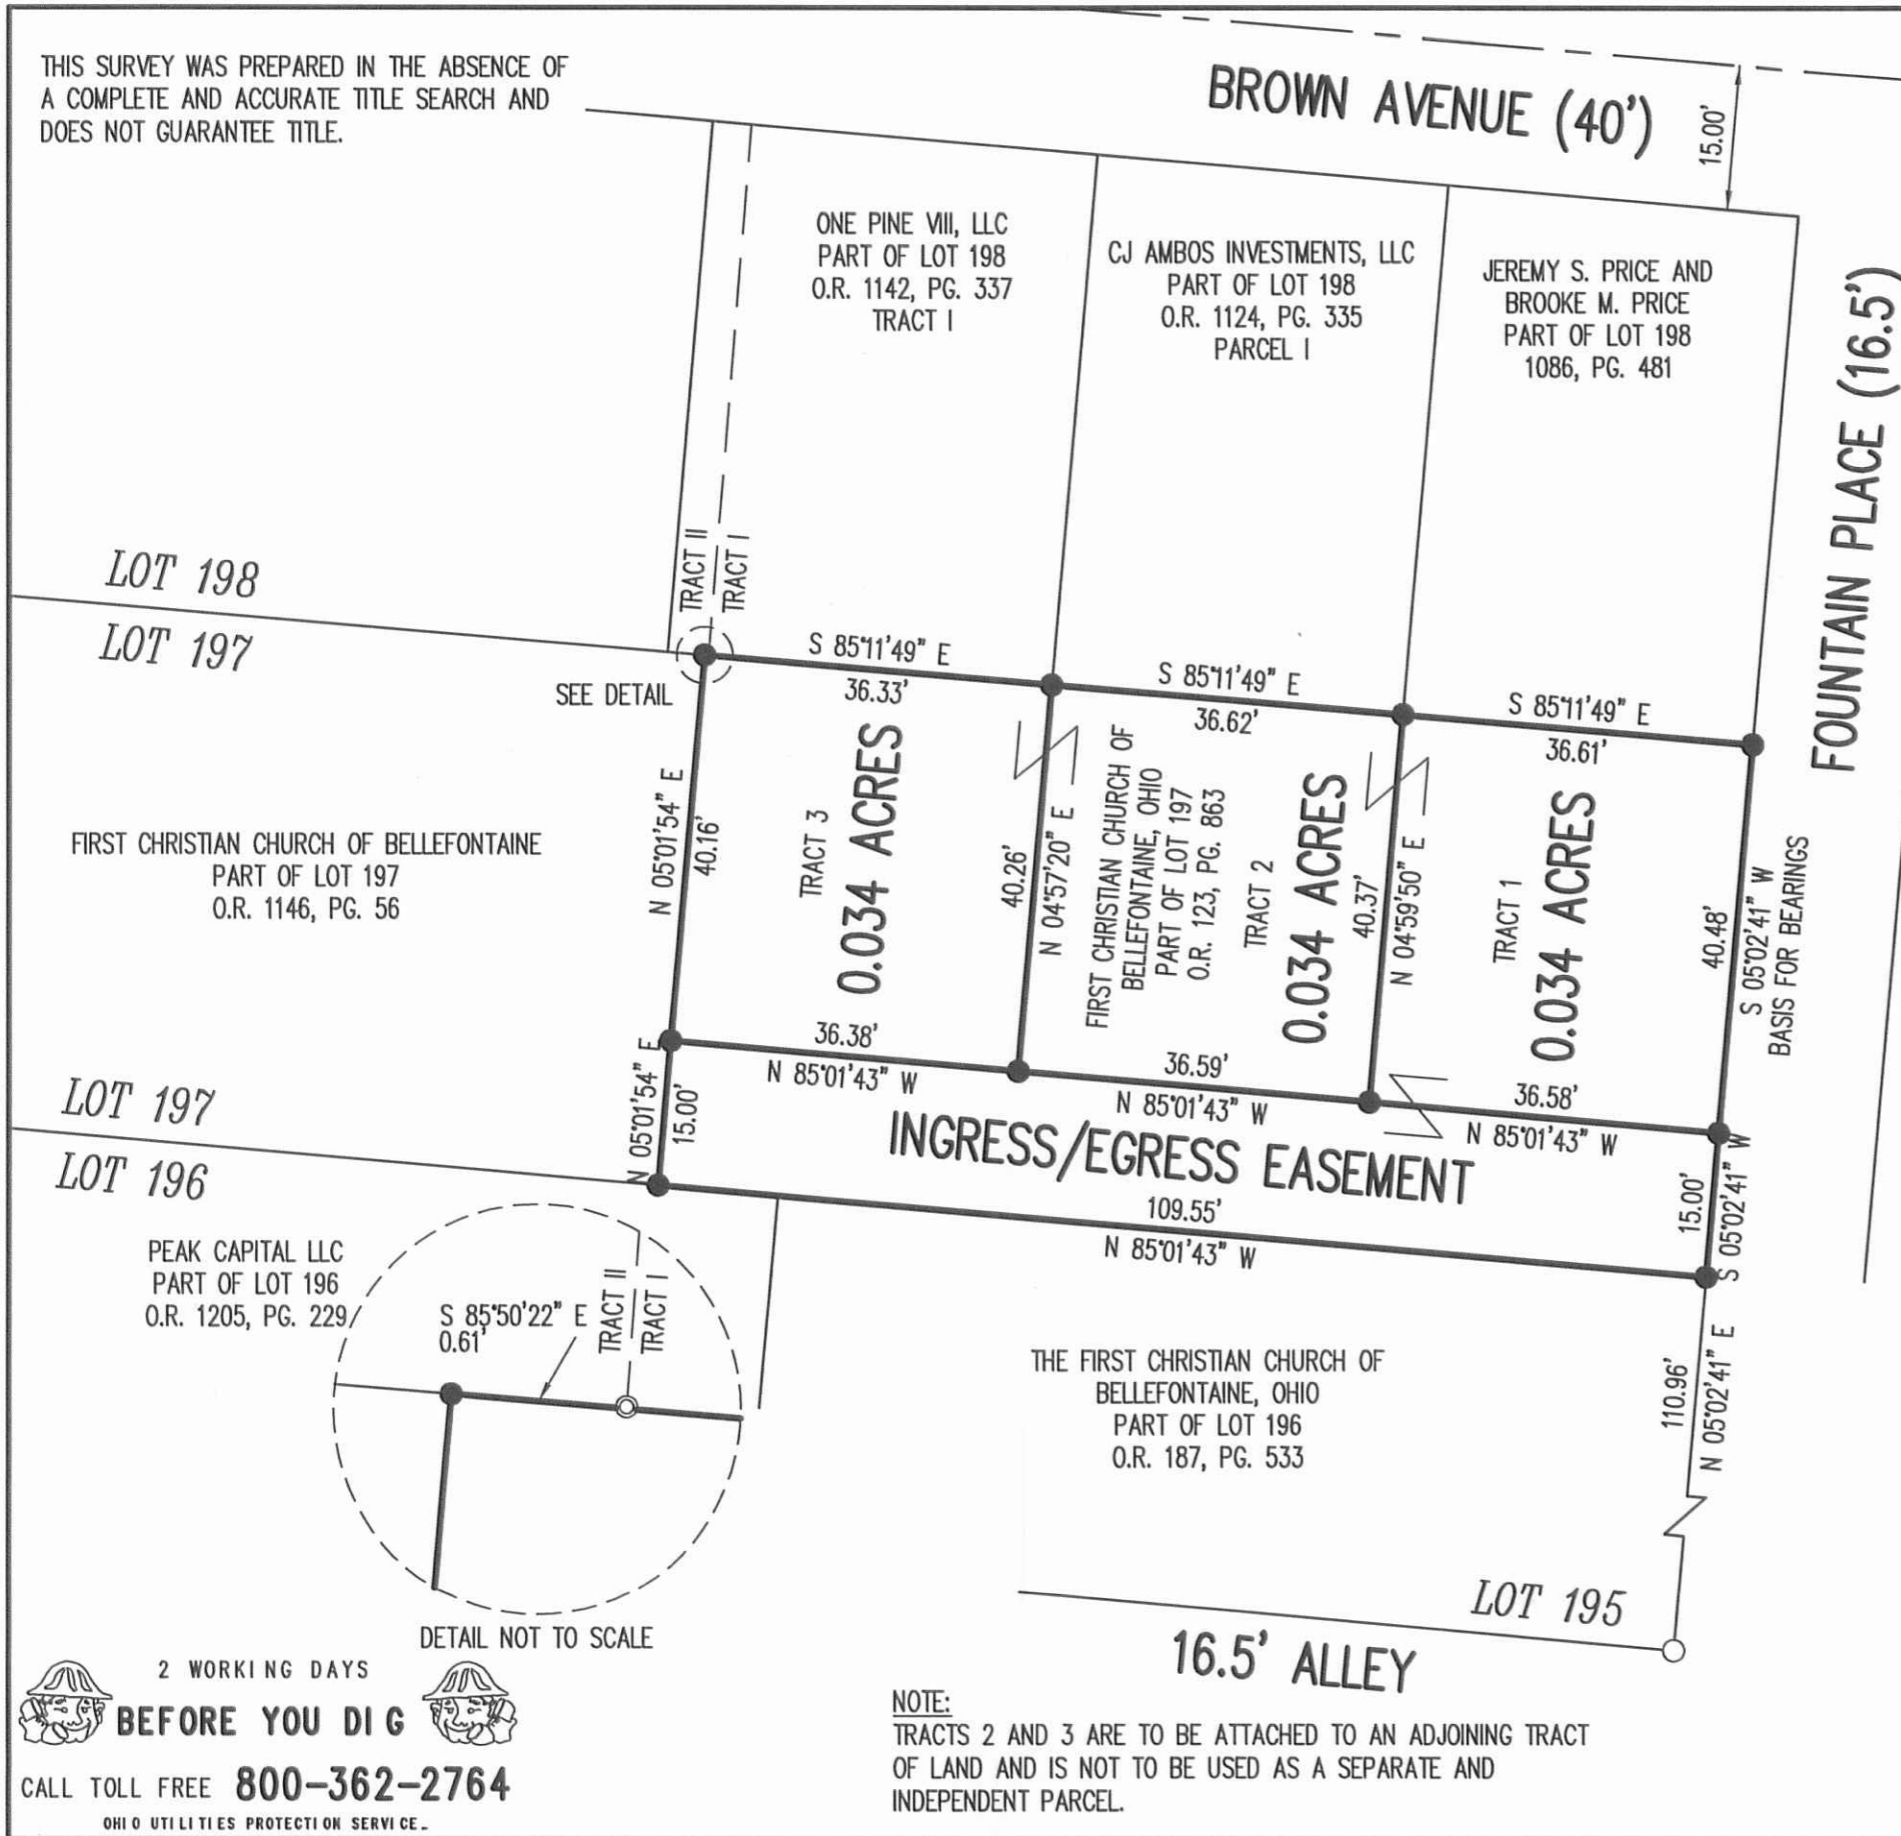 THIS SURVEY WAS PREPARED IN THE ABSENCE OF
A COMPLETE AND ACCURATE TITLE SEARCH AND
DOES NOT GUARANTEE TITLE.
BROWN AVENUE (40')
15.00'
ONE PINE VIII, LLC
PART OF LOT 198
O.R. 1142, PG. 337
TRACT I
CJ AMBOS INVESTMENTS, LLC
PART OF LOT 198
O.R. 1124, PG. 335
PARCEL I
JEREMY S. PRICE AND
BROOKE M. PRICE
PART OF LOT 198
1086, PG. 481
FOUNTAIN PLACE (16.5')
TRACT II
TRACT I
LOT 198
LOT 197
SEE DETAIL
S 85°11'49" E
36.33'
S 85°11'49" E
36.62'
S 85°11'49" E
36.61'
N 05°01'54" E
40.16'
TRACT 3
0.034 ACRES
40.26'
N 04°57'20" E
FIRST CHRISTIAN CHURCH OF
BELLEFONTAINE, OHIO
PART OF LOT 197
O.R. 123, PG. 863
TRACT 2
0.034 ACRES
40.37'
N 04°59'50" E
TRACT 1
0.034 ACRES
40.48'
S 05°02'41" W
BASIS FOR BEARINGS
FIRST CHRISTIAN CHURCH OF BELLEFONTAINE
PART OF LOT 197
O.R. 1146, PG. 56
36.38'
N 85°01'43" W
36.59'
N 85°01'43" W
36.58'
N 85°01'43" W
N 05°01'54" E
15.00'
INGRESS/EGRESS EASEMENT
15.00'
S 05°02'41" W
LOT 197
LOT 196
109.55'
N 85°01'43" W
PEAK CAPITAL LLC
PART OF LOT 196
O.R. 1205, PG. 229
S 85°50'22" E
0.61'
TRACT II
TRACT I
THE FIRST CHRISTIAN CHURCH OF
BELLEFONTAINE, OHIO
PART OF LOT 196
O.R. 187, PG. 533
110.96'
N 05°02'41" E
DETAIL NOT TO SCALE
LOT 195
16.5' ALLEY
2 WORKING DAYS
BEFORE YOU DIG
CALL TOLL FREE 800-362-2764
OHIO UTILITIES PROTECTION SERVICE.
NOTE:
TRACTS 2 AND 3 ARE TO BE ATTACHED TO AN ADJOINING TRACT
OF LAND AND IS NOT TO BE USED AS A SEPARATE AND
INDEPENDENT PARCEL.